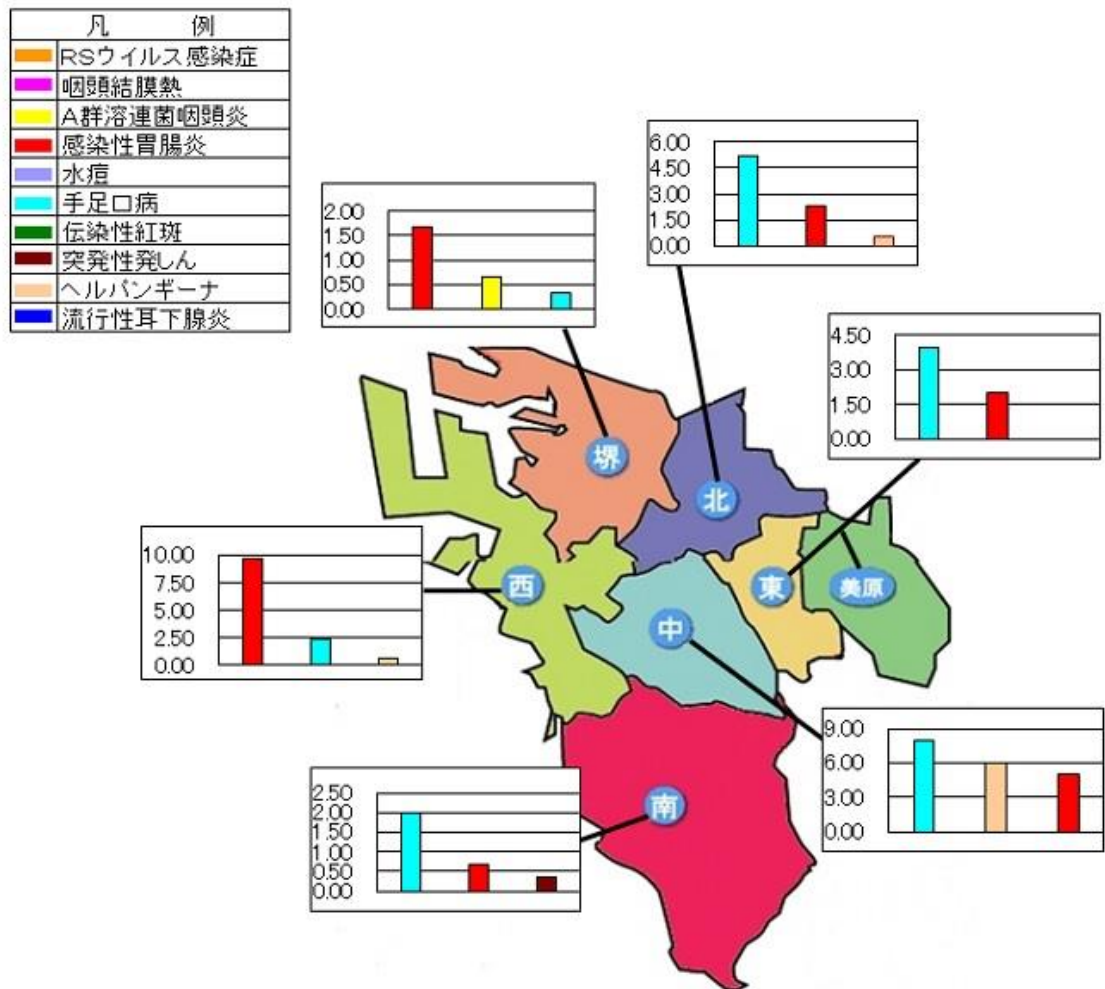 凡 例
RSウイルス感染症
咽頭結膜熱
A群溶連菌咽頭炎
感染性胃腸炎
水痘
手足口病
伝染性紅斑
突発性発しん
ヘルパンギーナ
流行性耳下腺炎
6.00
4.50
3.00
1.50
0.00
2.00
1.50
1.00
0.50
0.00
4.50
3.00
1.50
0.00
堺
北
10.00
7.50
5.00
2.50
0.00
西
東
美原
中
9.00
6.00
3.00
0.00
2.50
2.00
1.50
1.00
0.50
0.00
南